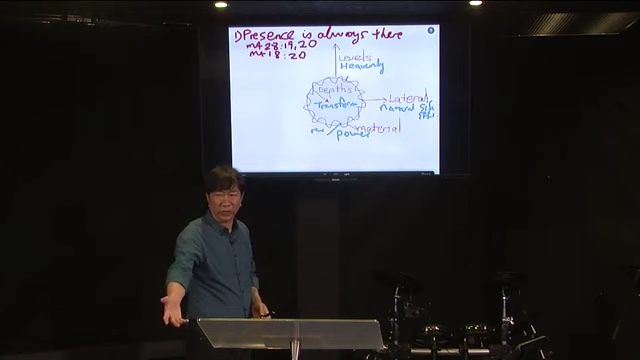 1) Presence is always there
mt 28:19,20
mt 18:20
Levels
Heavenly
Depths
Transform
Lateral
Natural
material
power